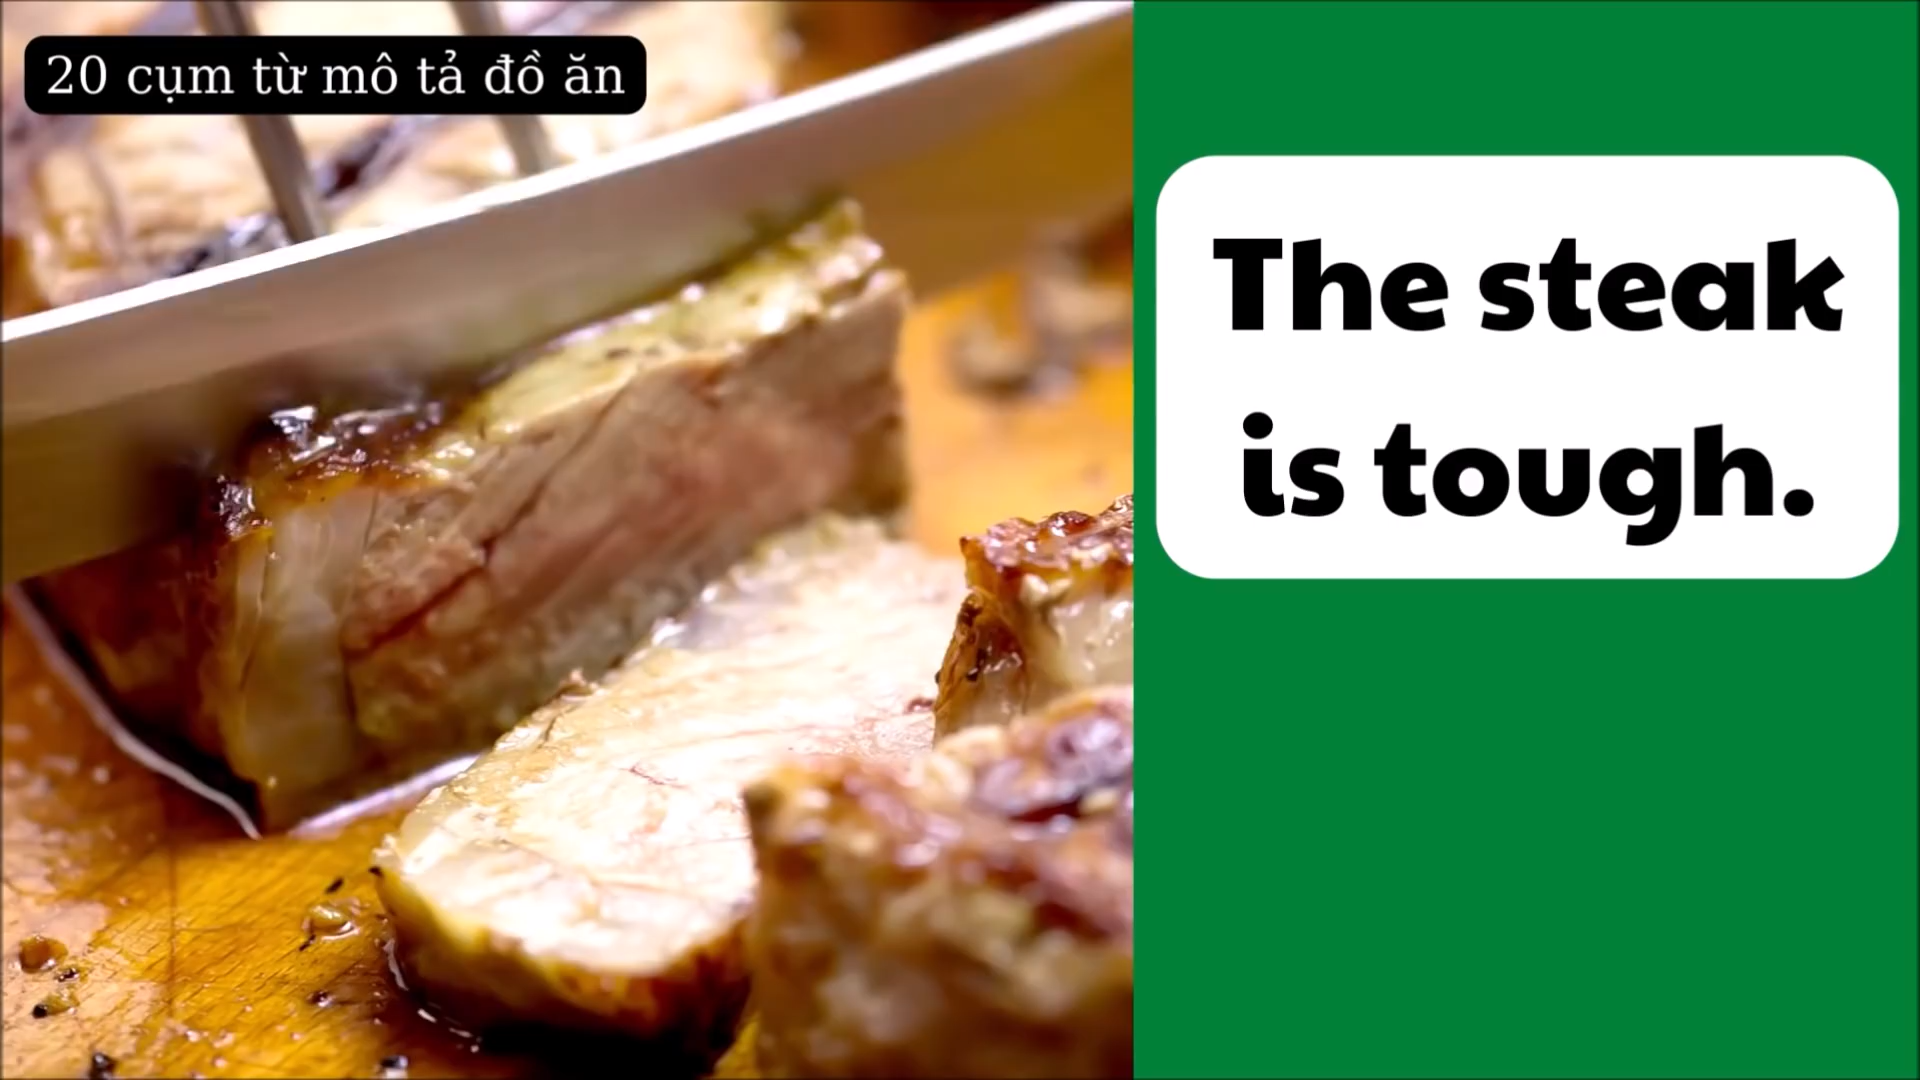 20 cụm từ mô tả đồ ăn
The steak
is tough.